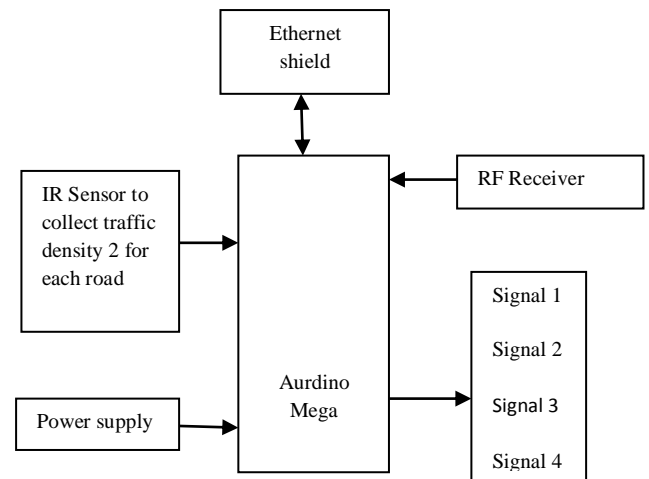 Ethernet
shield
IR Sensor to
collect traffic
density 2 for
each road
RF Receiver
Signal 1
Signal 2
Signal 3
Signal 4
Aurdino
Mega
Power supply